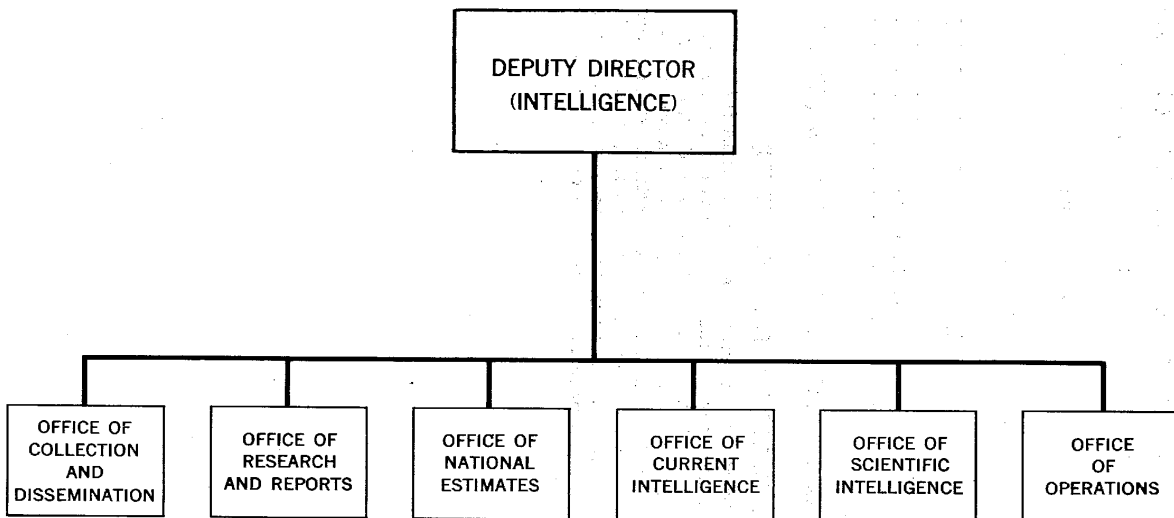 DEPUTY DIRECTOR
(INTELLIGENCE)
OFFICE OF
COLLECTION
AND
DISSEMINATION
OFFICE OF
RESEARCH
AND REPORTS
OFFICE OF
NATIONAL
ESTIMATES
OFFICE OF
CURRENT
INTELLIGENCE
OFFICE OF
SCIENTIFIC
INTELLIGENCE
OFFICE
OF
OPERATIONS